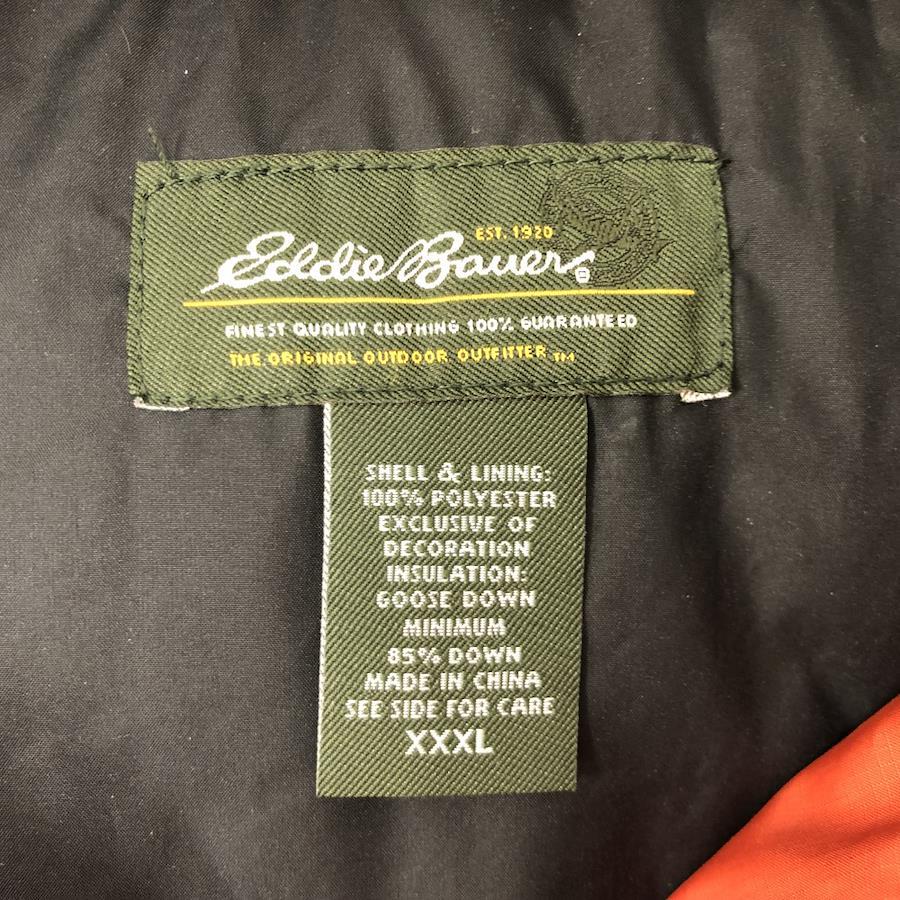 EST. 1920
Eddie Bauer
FINEST QUALITY CLOTHING 100% GUARANTEED
THE ORIGINAL OUTDOOR OUTFITTER TM
SHELL & LINING:
100% POLYESTER
EXCLUSIVE OF
DECORATION
INSULATION:
GOOSE DOWN
MINIMUM
85% DOWN
MADE IN CHINA
SEE SIDE FOR CARE
XXXL